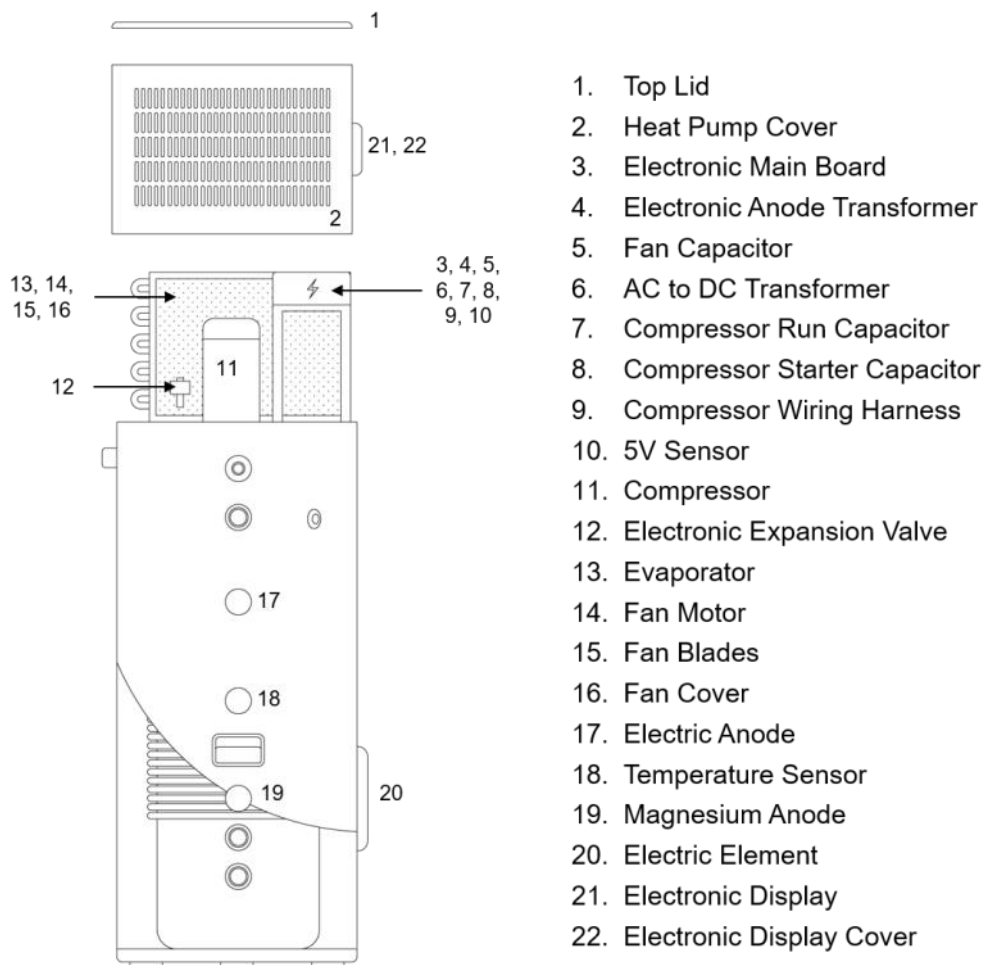 1
21, 22
2
13, 14,
15, 16
3, 4, 5,
6, 7, 8,
9, 10
12
11
17
18
19
20
1. Top Lid
2. Heat Pump Cover
3. Electronic Main Board
4. Electronic Anode Transformer
5. Fan Capacitor
6. AC to DC Transformer
7. Compressor Run Capacitor
8. Compressor Starter Capacitor
9. Compressor Wiring Harness
10. 5V Sensor
11. Compressor
12. Electronic Expansion Valve
13. Evaporator
14. Fan Motor
15. Fan Blades
16. Fan Cover
17. Electric Anode
18. Temperature Sensor
19. Magnesium Anode
20. Electric Element
21. Electronic Display
22. Electronic Display Cover